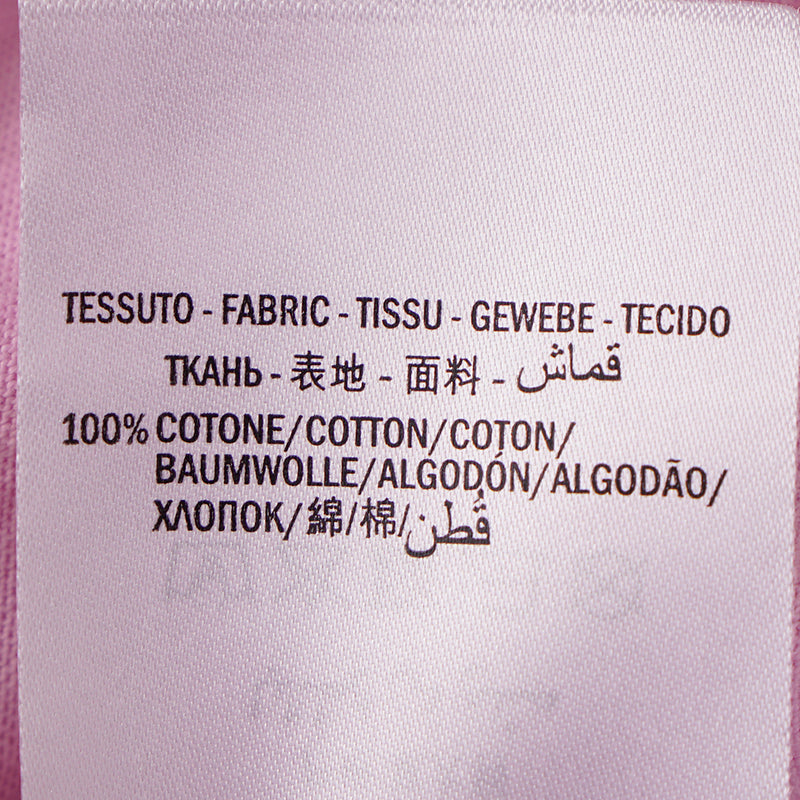 TESSUTO - FABRIC - TISSU - GEWEBE - TECIDO
ТКАНЬ - 表地 - 面料 - قماش
100% COTONE/COTTON/COTON/
BAUMWOLLE/ALGODÓN/ALGODÃO/
ХЛОПОК/綿/棉/قُطن